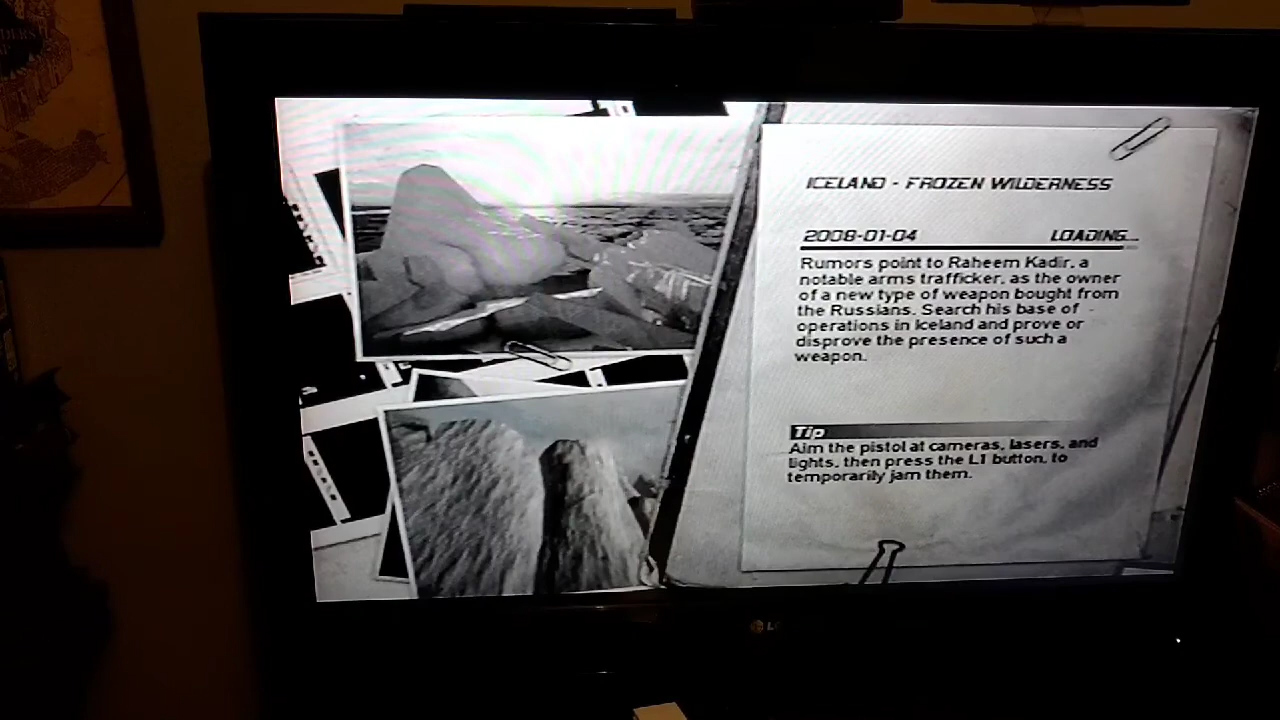 ICELAND - FROZEN WILDERNESS
2008-01-04 LOADING...
Rumors point to Raheem Kadir, a
notable arms trafficker, as the owner
of a new type of weapon bought from
the Russians. Search his base of
operations in Iceland and prove or
disprove the presence of such a
weapon.
Tip
Aim the pistol at cameras, lasers, and
lights, then press the L1 button, to
temporarily jam them.
LG